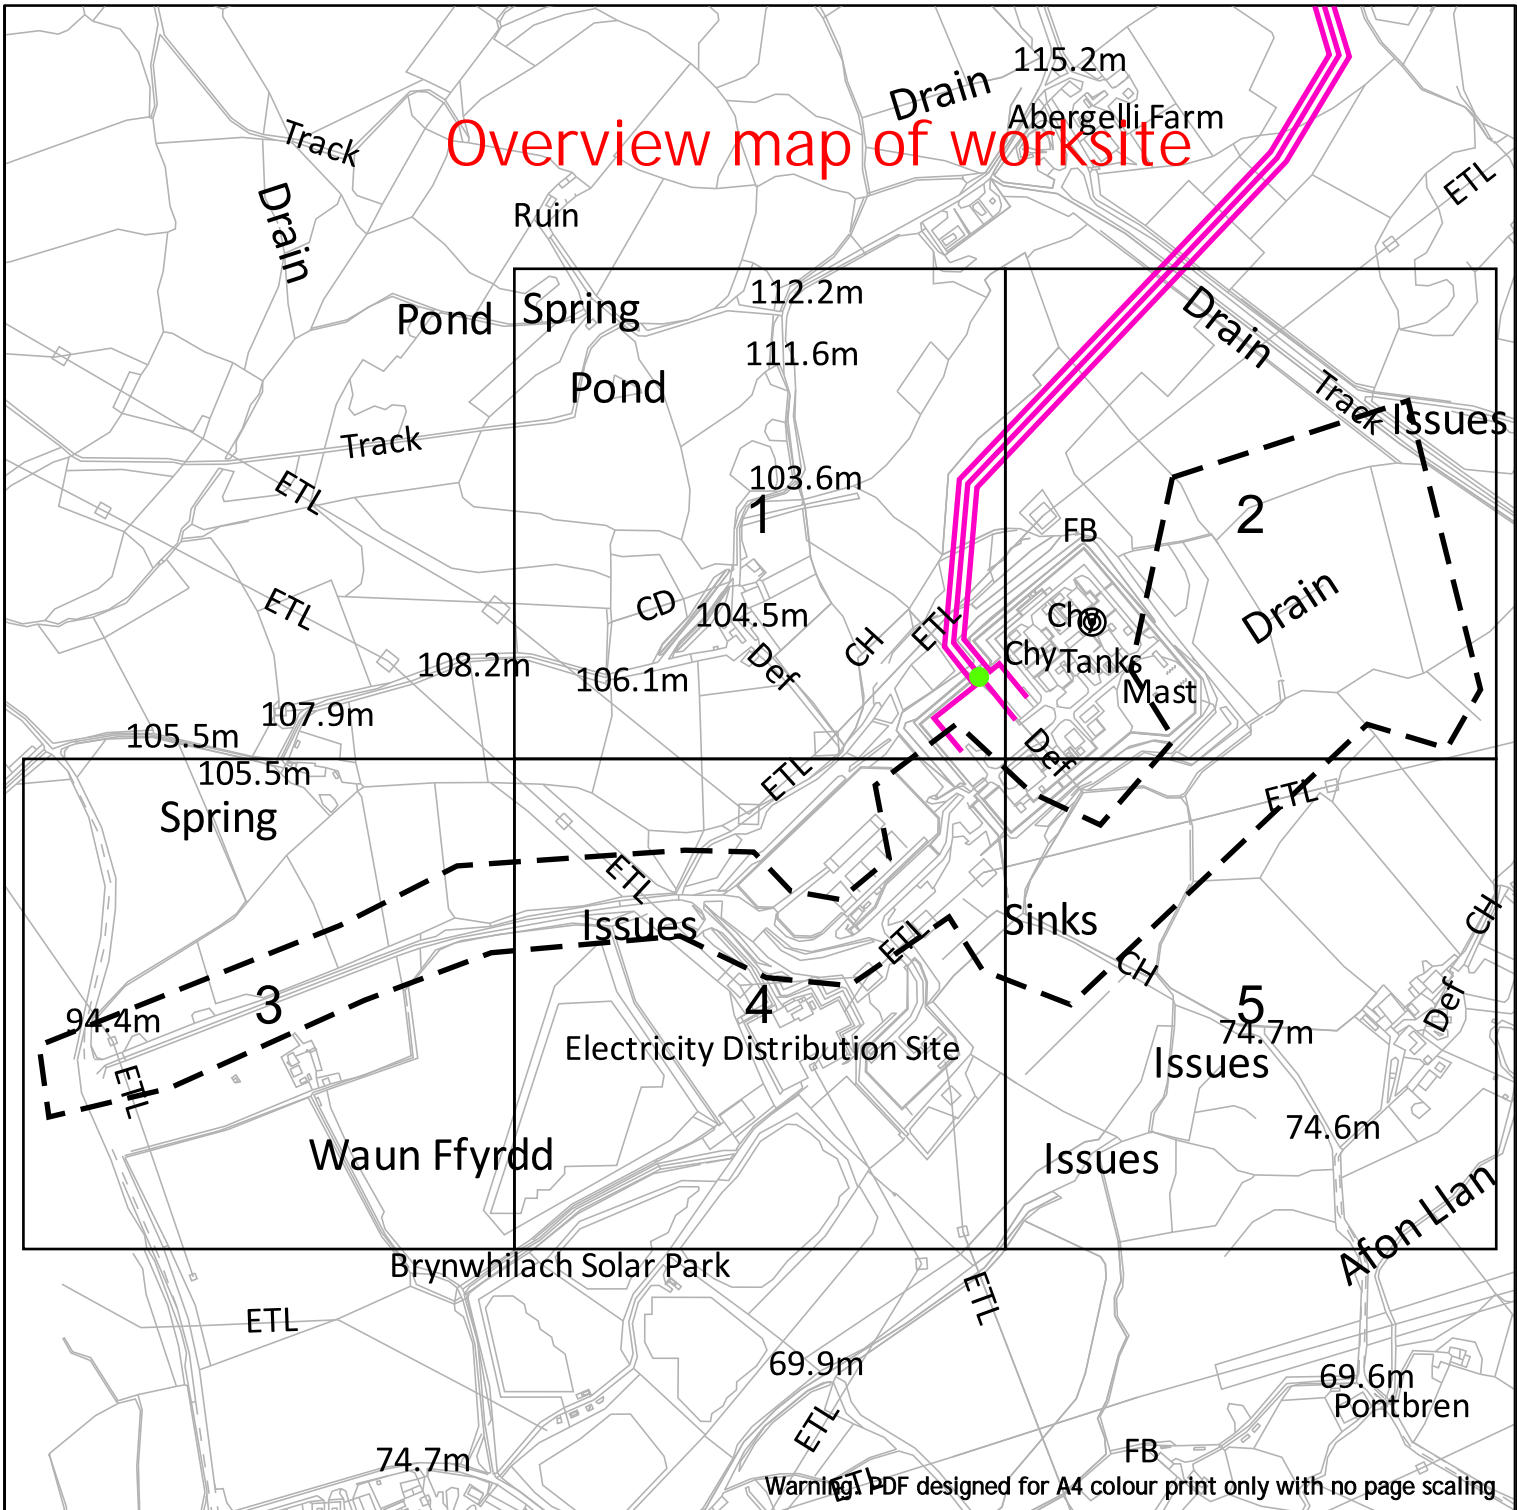 115.2m
Drain
Abergelli Farm
Track
Overview map of worksite
ETL
Drain
Ruin
112.2m
Spring
Pond
Drain
111.6m
Pond
Track
Issues
Track
103.6m
ETL
1
2
FB
ETL
CD
104.5m
Chy
Drain
ETL
CH
Chy
Tanks
108.2m
106.1m
Def
Mast
107.9m
105.5m
Def
105.5m
ETL
ETL
Spring
ETL
Issues
Sinks
CH
ETL
CH
3
4
5
94.4m
Def
74.7m
Electricity Distribution Site
Issues
ETL
74.6m
Waun Ffyrdd
Issues
Afon Llan
Brynwhilach Solar Park
ETL
ETL
69.9m
69.6m
Pontbren
ETL
74.7m
FB
ETL
Warning: PDF designed for A4 colour print only with no page scaling